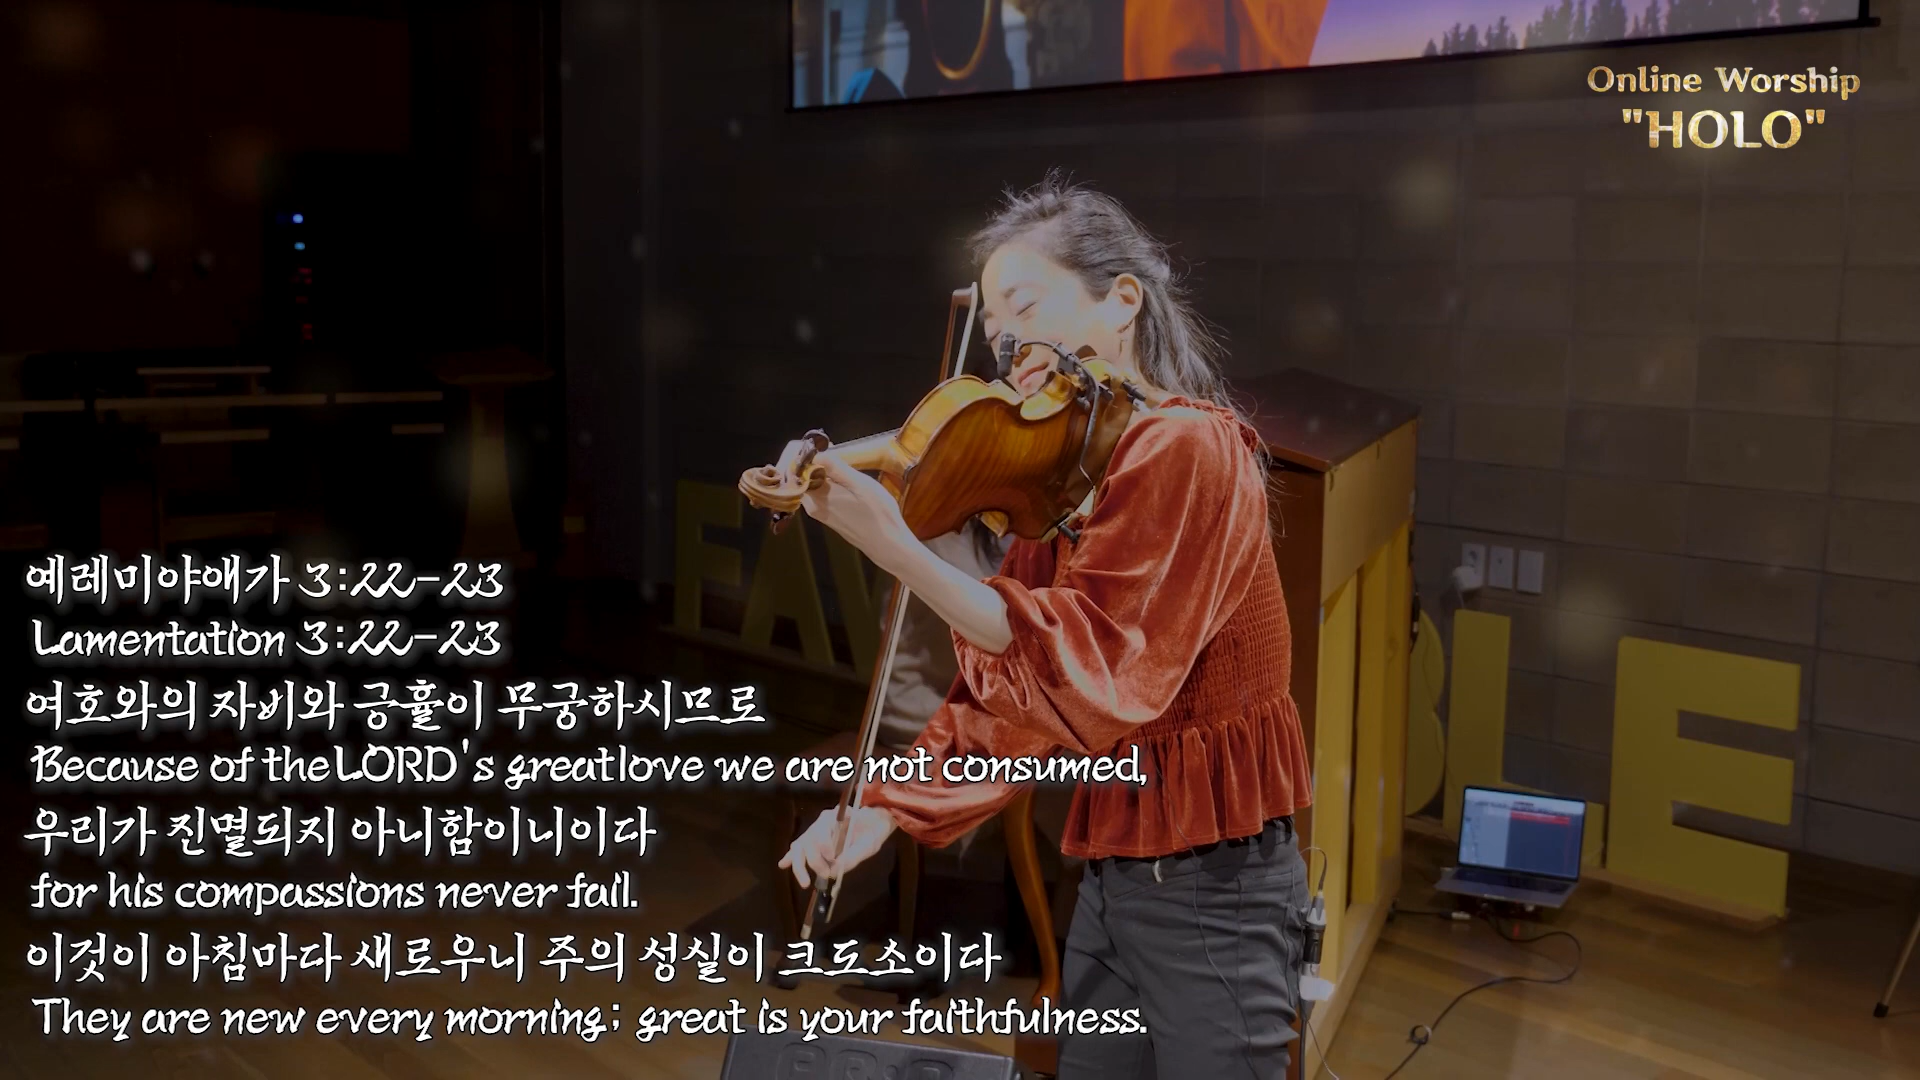 Online Worship
"HOLO"
예레미야애가 3:22-23
Lamentation 3:22-23
여호와의 자비와 긍휼이 무궁하시므로
Because of theLORD's greatlove we are not consumed,
우리가 진멸되지 아니함이니이다
for his compassions never fail.
이것이 아침마다 새로우니 주의 성실이 크도소이다
They are new every morning; great is your faithfulness.